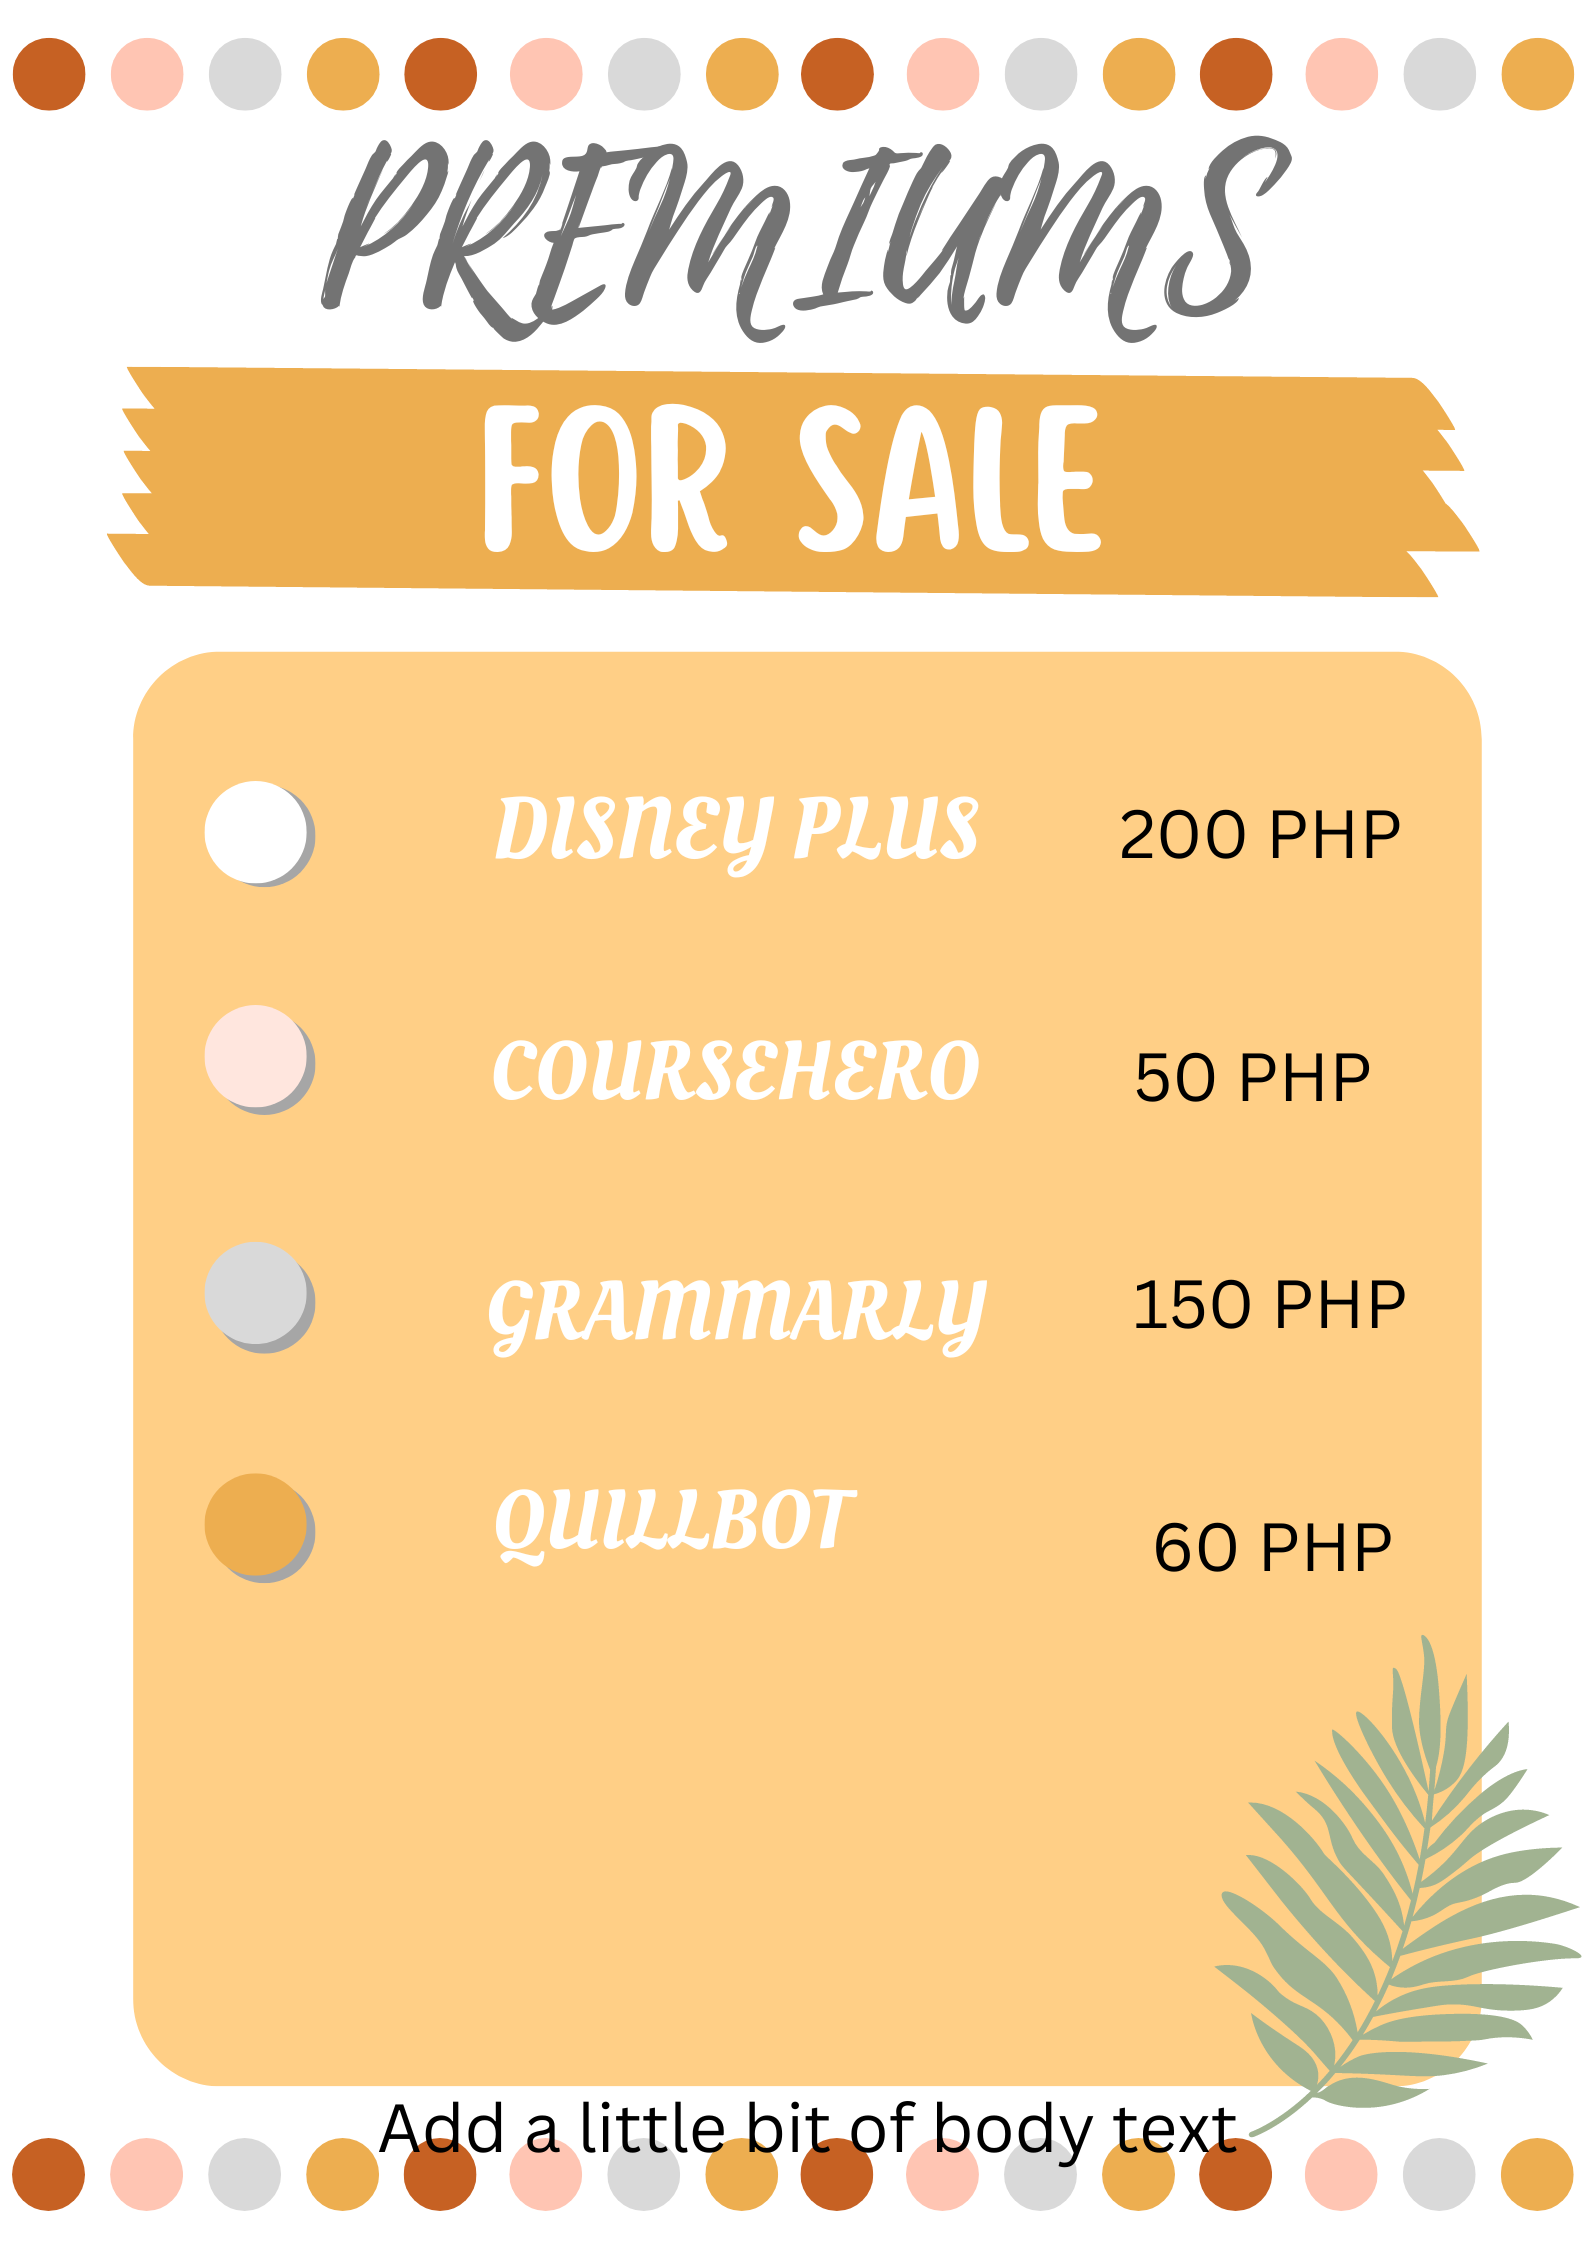 PREMIUMS
FOR SALE
DISNEY PLUS 200 PHP
COURSEHERO 50 PHP
GRAMMARLY 150 PHP
QUILLBOT 60 PHP
Add a little bit of body text